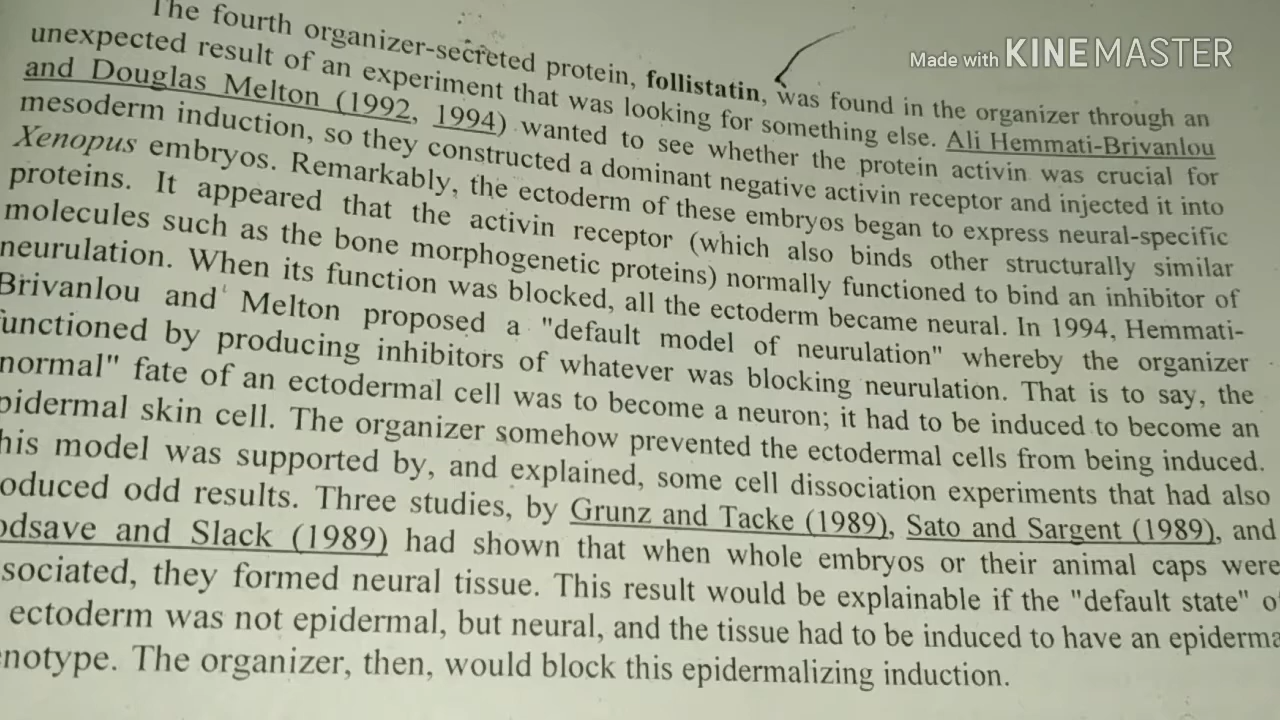 The fourth organizer-secreted protein, follistatin, was found in the organizer through an
unexpected result of an experiment that was looking for something else. Ali Hemmati-Brivanlou
and Douglas Melton (1992, 1994) wanted to see whether the protein activin was crucial for
mesoderm induction, so they constructed a dominant negative activin receptor and injected it into
Xenopus embryos. Remarkably, the ectoderm of these embryos began to express neural-specific
proteins. It appeared that the activin receptor (which also binds other structurally similar
molecules such as the bone morphogenetic proteins) normally functioned to bind an inhibitor of
neurulation. When its function was blocked, all the ectoderm became neural. In 1994, Hemmati-
Brivanlou and Melton proposed a "default model of neurulation" whereby the organizer
functioned by producing inhibitors of whatever was blocking neurulation. That is to say, the
normal" fate of an ectodermal cell was to become a neuron; it had to be induced to become an
pidermal skin cell. The organizer somehow prevented the ectodermal cells from being induced.
his model was supported by, and explained, some cell dissociation experiments that had also
oduced odd results. Three studies, by Grunz and Tacke (1989), Sato and Sargent (1989), and
odsave and Slack (1989) had shown that when whole embryos or their animal caps were
sociated, they formed neural tissue. This result would be explainable if the "default state" o
ectoderm was not epidermal, but neural, and the tissue had to be induced to have an epiderma
notype. The organizer, then, would block this epidermalizing induction.
Made with KINEMASTER